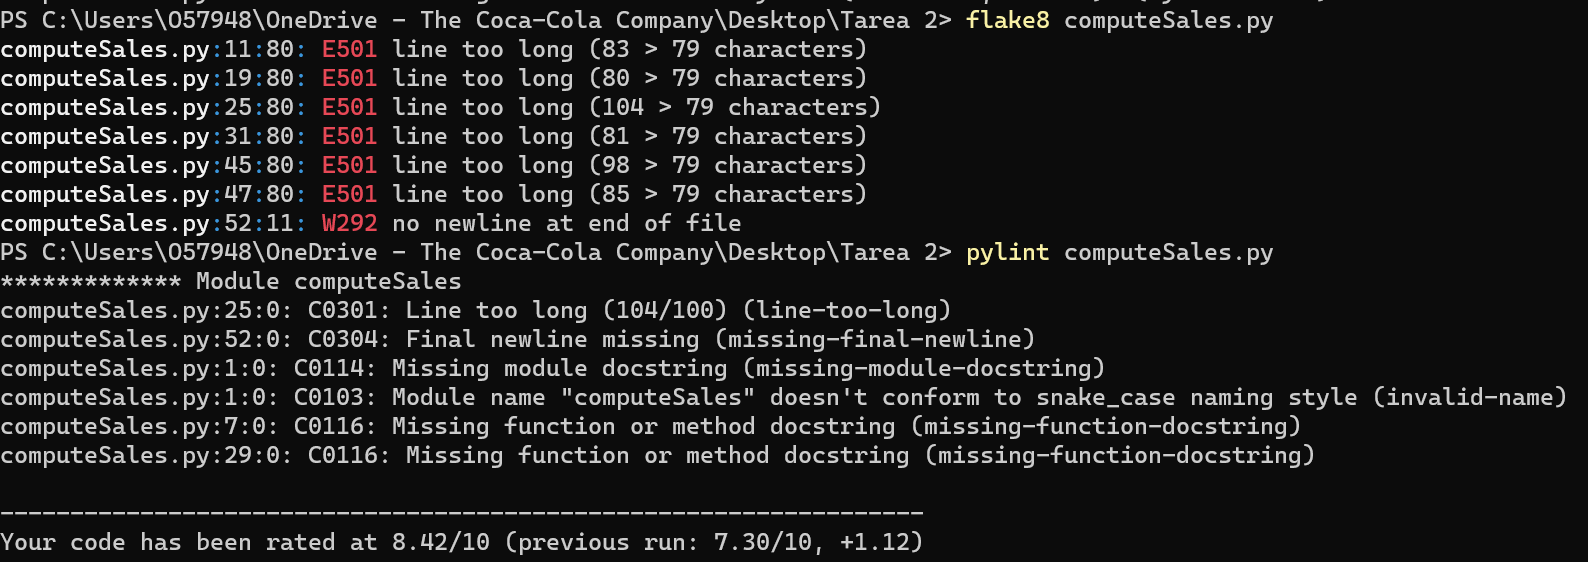 PS C:\Users\O57948\OneDrive - The Coca-Cola Company\Desktop\Tarea 2> flake8 computeSales.py
computeSales.py:11:80: E501 line too long (83 > 79 characters)
computeSales.py:19:80: E501 line too long (80 > 79 characters)
computeSales.py:25:80: E501 line too long (104 > 79 characters)
computeSales.py:31:80: E501 line too long (81 > 79 characters)
computeSales.py:45:80: E501 line too long (98 > 79 characters)
computeSales.py:47:80: E501 line too long (85 > 79 characters)
computeSales.py:52:11: W292 no newline at end of file
PS C:\Users\O57948\OneDrive - The Coca-Cola Company\Desktop\Tarea 2> pylint computeSales.py
************* Module computeSales
computeSales.py:25:0: C0301: Line too long (104/100) (line-too-long)
computeSales.py:52:0: C0304: Final newline missing (missing-final-newline)
computeSales.py:1:0: C0114: Missing module docstring (missing-module-docstring)
computeSales.py:1:0: C0103: Module name "computeSales" doesn't conform to snake_case naming style (invalid-name)
computeSales.py:7:0: C0116: Missing function or method docstring (missing-function-docstring)
computeSales.py:29:0: C0116: Missing function or method docstring (missing-function-docstring)
------------------------------------------------------------------
Your code has been rated at 8.42/10 (previous run: 7.30/10, +1.12)